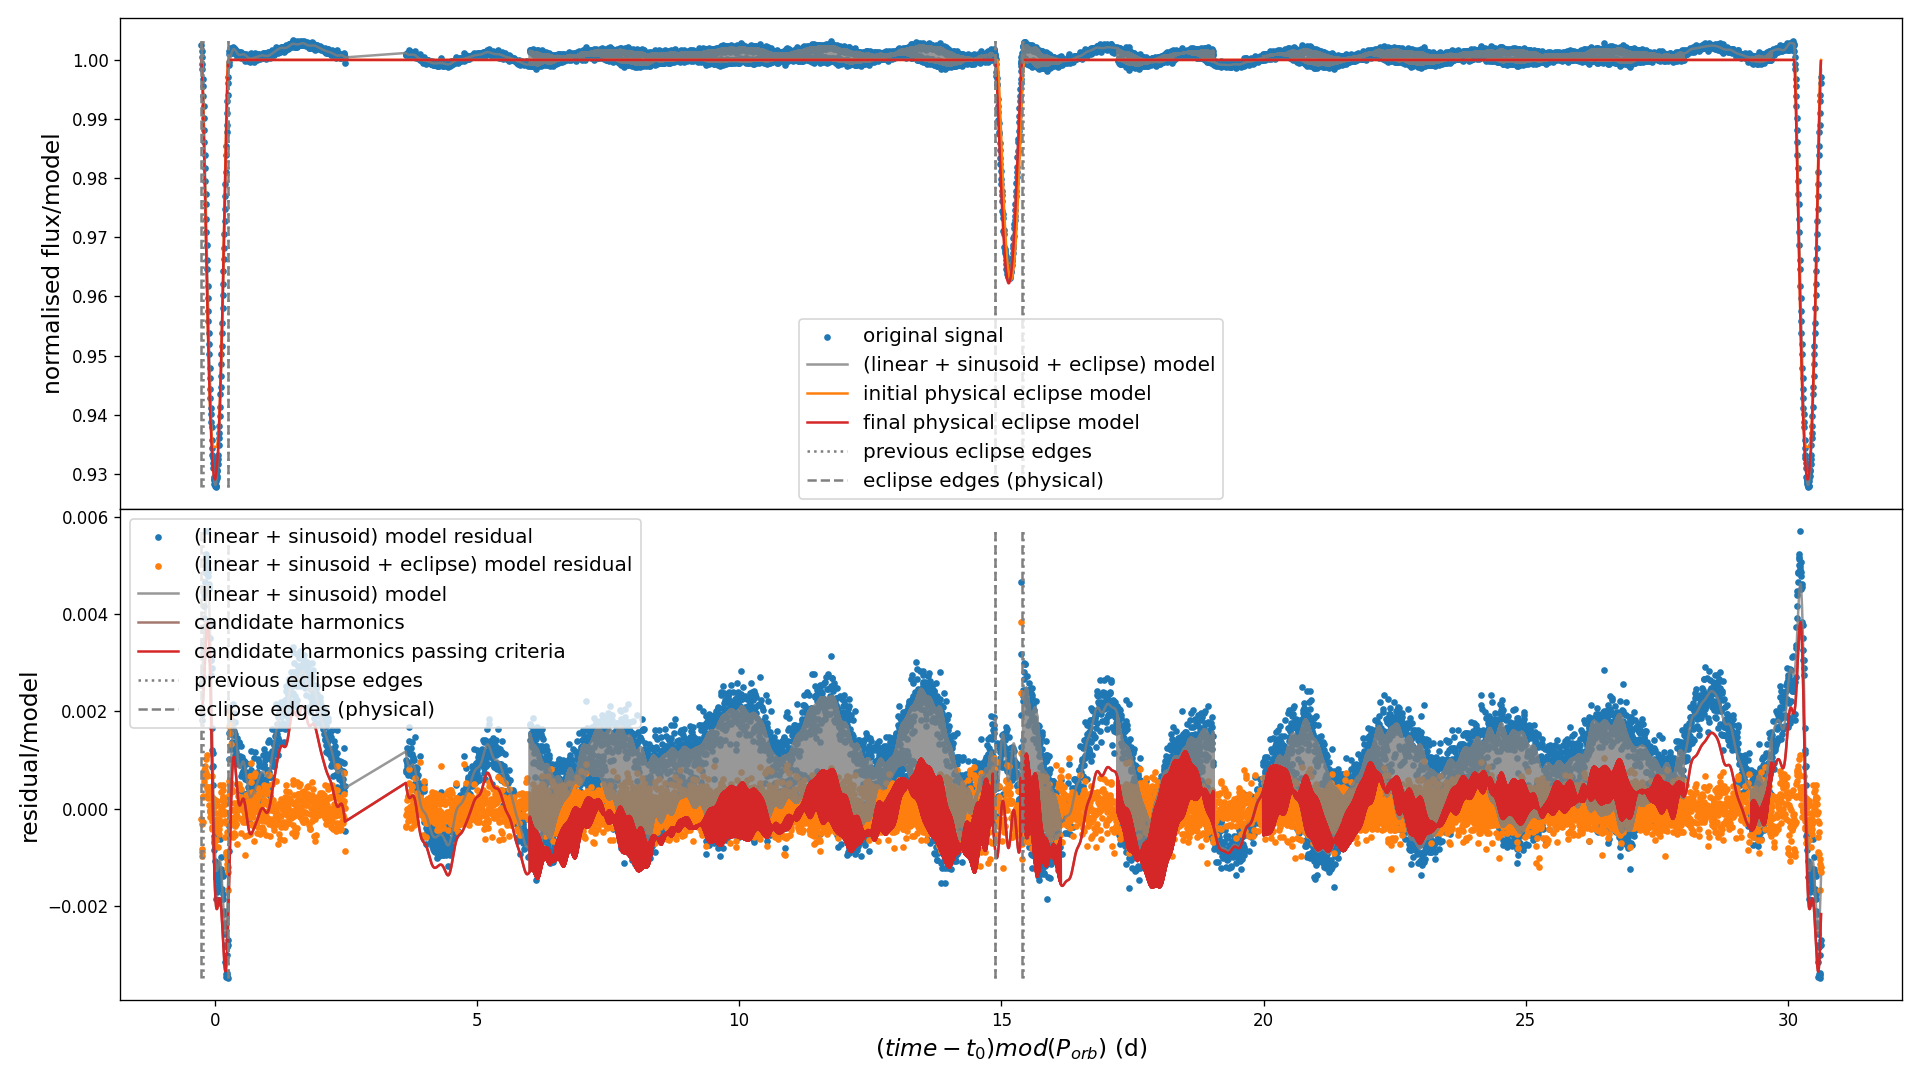 normalised flux/model
1.00
0.99
0.98
0.97
0.96
0.95
0.94
0.93
original signal
(linear + sinusoid + eclipse) model
initial physical eclipse model
final physical eclipse model
previous eclipse edges
eclipse edges (physical)
residual/model
0.006
0.004
0.002
0.000
−0.002
(linear + sinusoid) model residual
(linear + sinusoid + eclipse) model residual
(linear + sinusoid) model
candidate harmonics
candidate harmonics passing criteria
previous eclipse edges
eclipse edges (physical)
0 5 10 15 20 25 30
(time − t₀)mod(P_orb) (d)